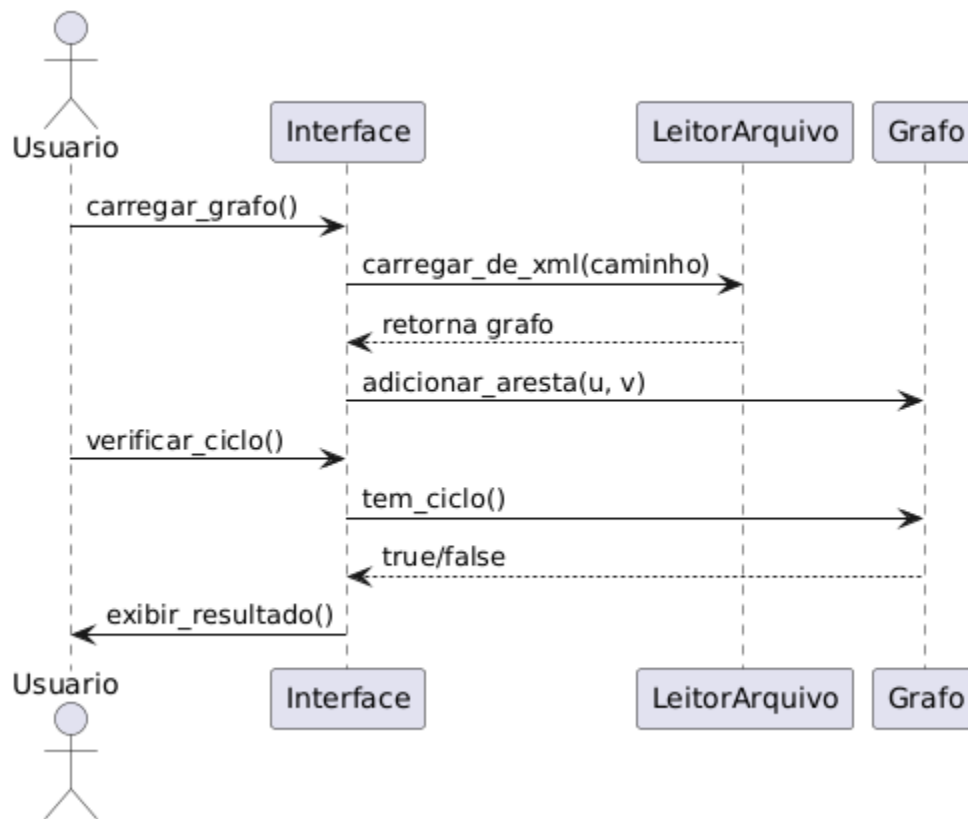 Usuario
Interface
LeitorArquivo
Grafo
carregar_grafo()
carregar_de_xml(caminho)
retorna grafo
adicionar_aresta(u, v)
verificar_ciclo()
tem_ciclo()
true/false
exibir_resultado()
Usuario
Interface
LeitorArquivo
Grafo